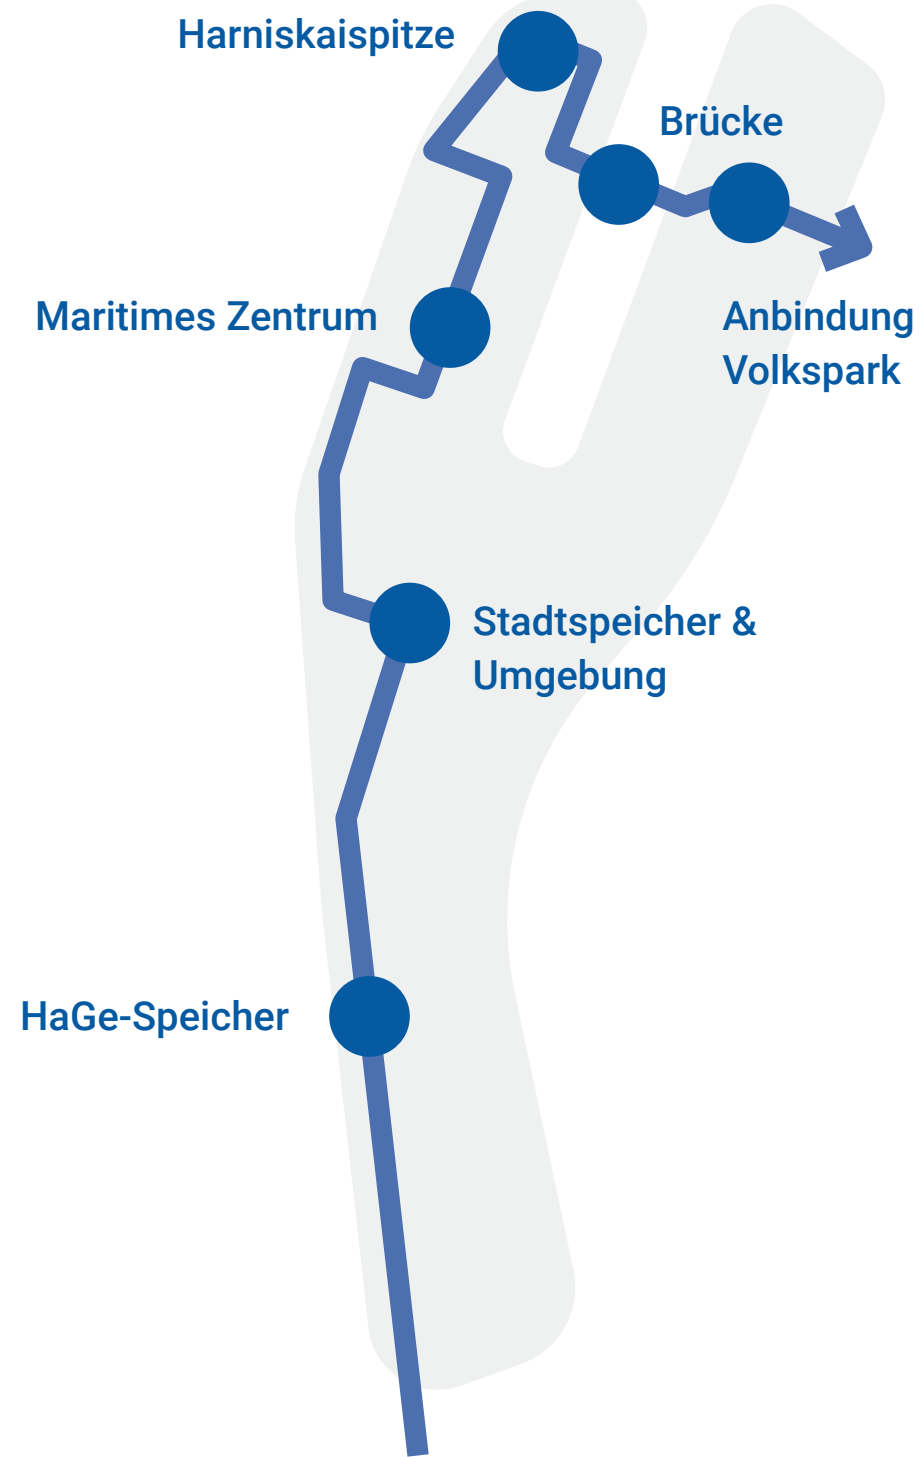 Harniskaispitze
Brücke
Maritimes Zentrum
Anbindung
Volkspark
Stadtspeicher &
Umgebung
HaGe-Speicher